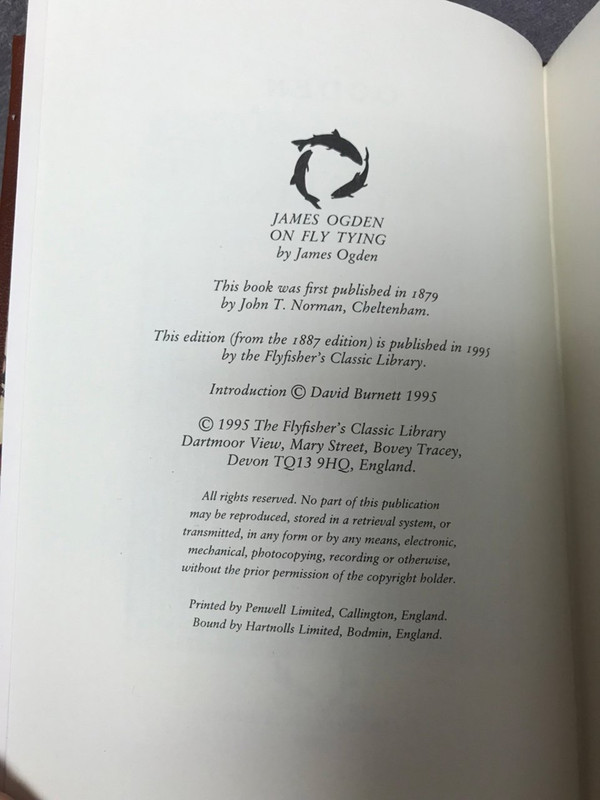 JAMES OGDEN
ON FLY TYING
by James Ogden
This book was first published in 1879
by John T. Norman, Cheltenham.
This edition (from the 1887 edition) is published in 1995
by the Flyfisher's Classic Library.
Introduction © David Burnett 1995
© 1995 The Flyfisher's Classic Library
Dartmoor View, Mary Street, Bovey Tracey,
Devon TQ13 9HQ, England.
All rights reserved. No part of this publication
may be reproduced, stored in a retrieval system, or
transmitted, in any form or by any means, electronic,
mechanical, photocopying, recording or otherwise,
without the prior permission of the copyright holder.
Printed by Penwell Limited, Callington, England.
Bound by Hartnolls Limited, Bodmin, England.